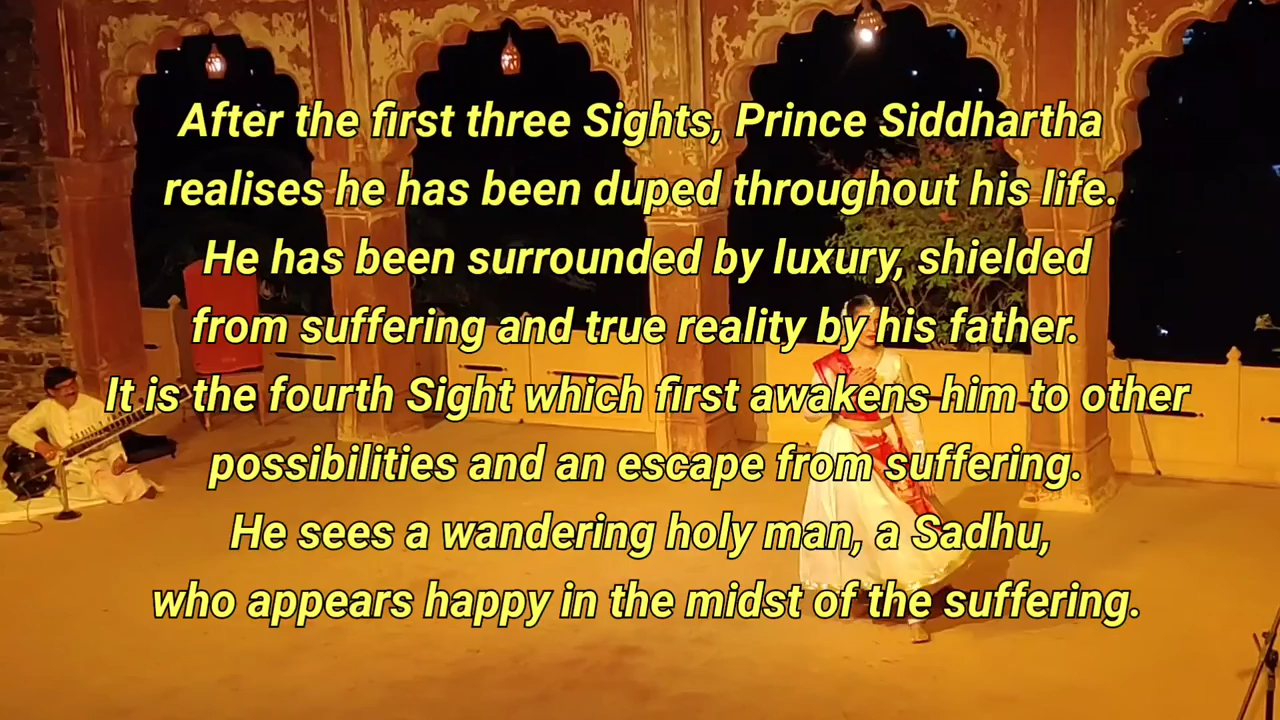 After the first three Sights, Prince Siddhartha
realises he has been duped throughout his life.
He has been surrounded by luxury, shielded
from suffering and true reality by his father.
It is the fourth Sight which first awakens him to other
possibilities and an escape from suffering.
He sees a wandering holy man, a Sadhu,
who appears happy in the midst of the suffering.